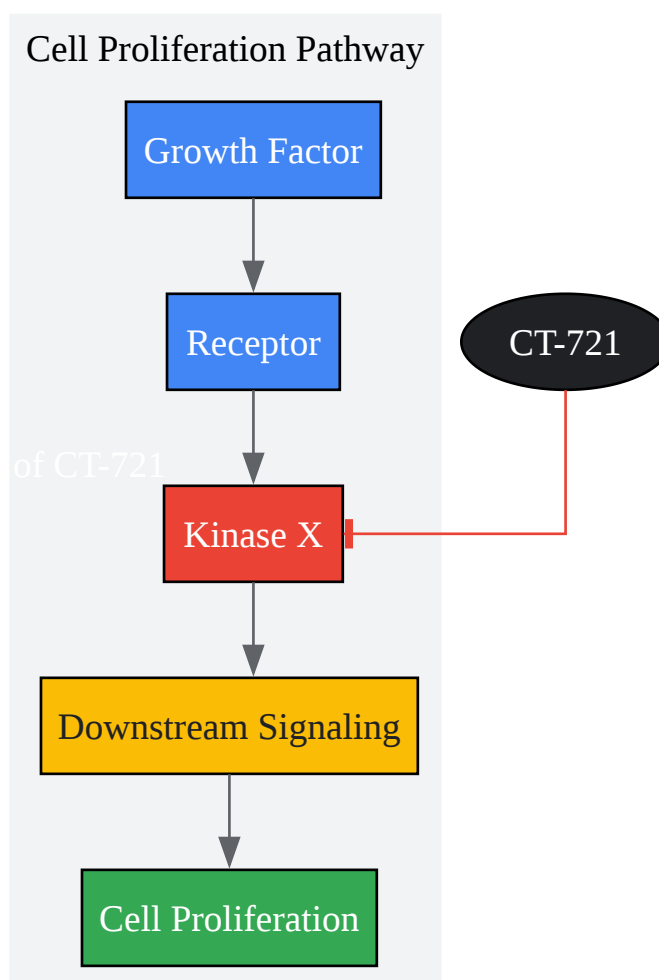 Cell Proliferation Pathway
Growth Factor
Receptor
CT-721
of CT-721
Kinase X
Downstream Signaling
Cell Proliferation